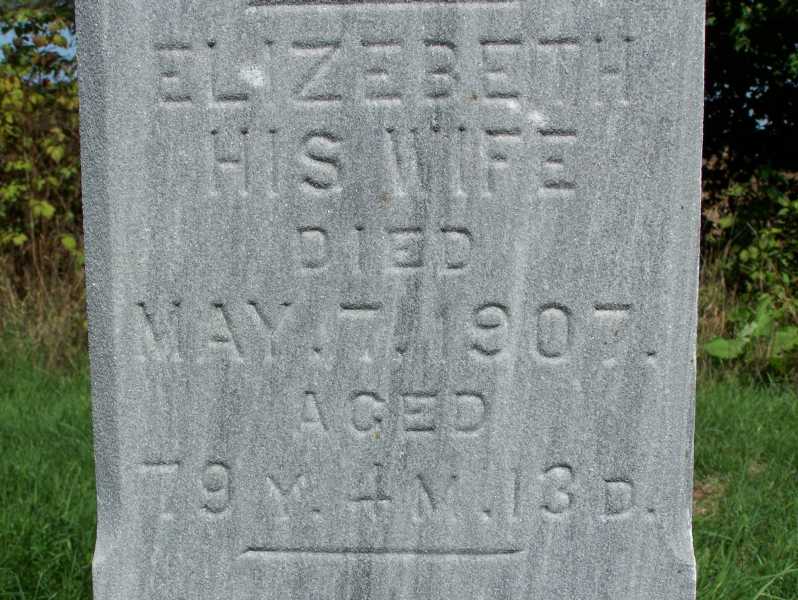 ELIZEBETH
HIS WIFE
DIED
MAY. 7. 1907.
AGED
79 Y. 4 M. 13 D.